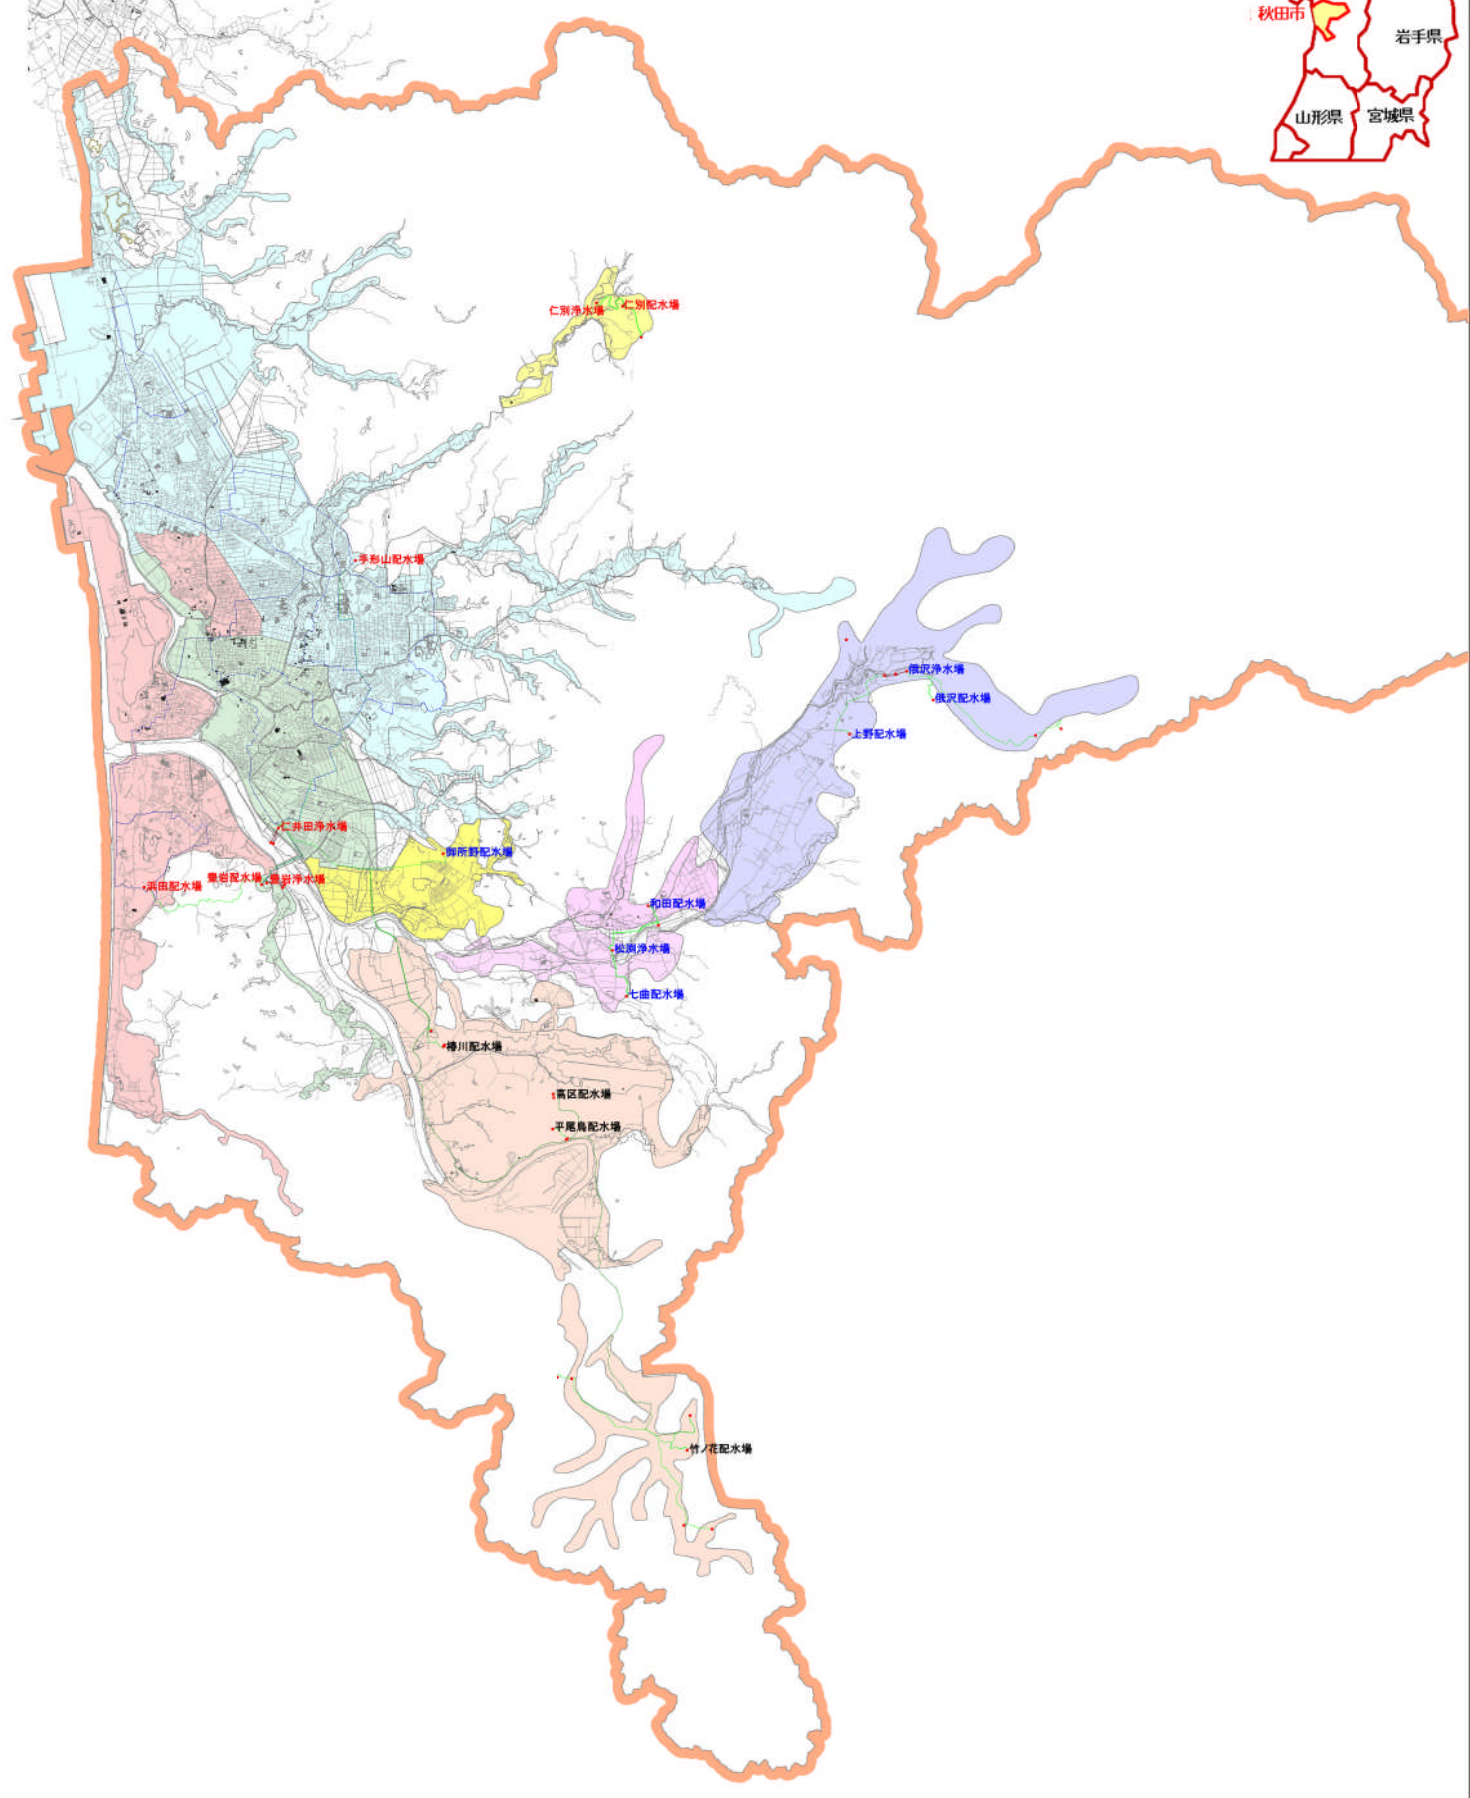 秋田市
岩手県
山形県
宮城県
仁別浄水場
仁別配水場
手形山配水場
俄沢浄水場
俄沢配水場
上野配水場
仁井田浄水場
御所野配水場
豊岩配水場
豊岩浄水場
浜田配水場
和田配水場
松渕浄水場
七曲配水場
椿川配水場
高区配水場
平尾鳥配水場
竹ノ花配水場